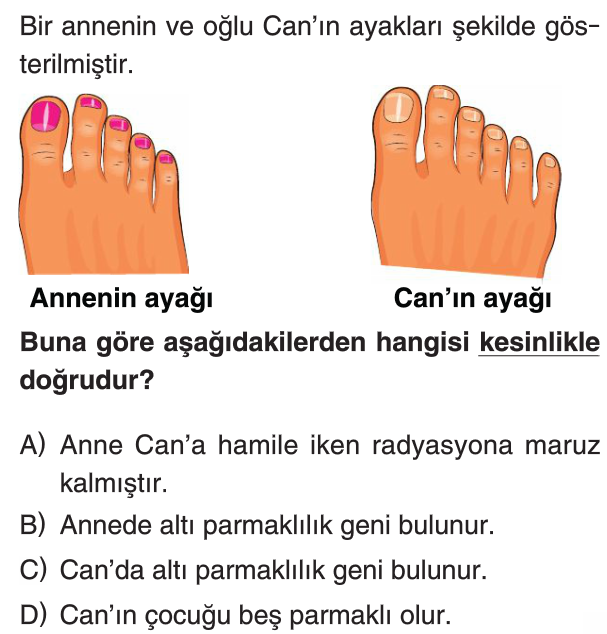 Bir annenin ve oğlu Can’ın ayakları şekilde gös-
terilmiştir.
Annenin ayağı
Can’ın ayağı
Buna göre aşağıdakilerden hangisi kesinlikle
doğrudur?
A) Anne Can’a hamile iken radyasyona maruz
kalmıştır.
B) Annede altı parmaklılık geni bulunur.
C) Can’da altı parmaklılık geni bulunur.
D) Can’ın çocuğu beş parmaklı olur.